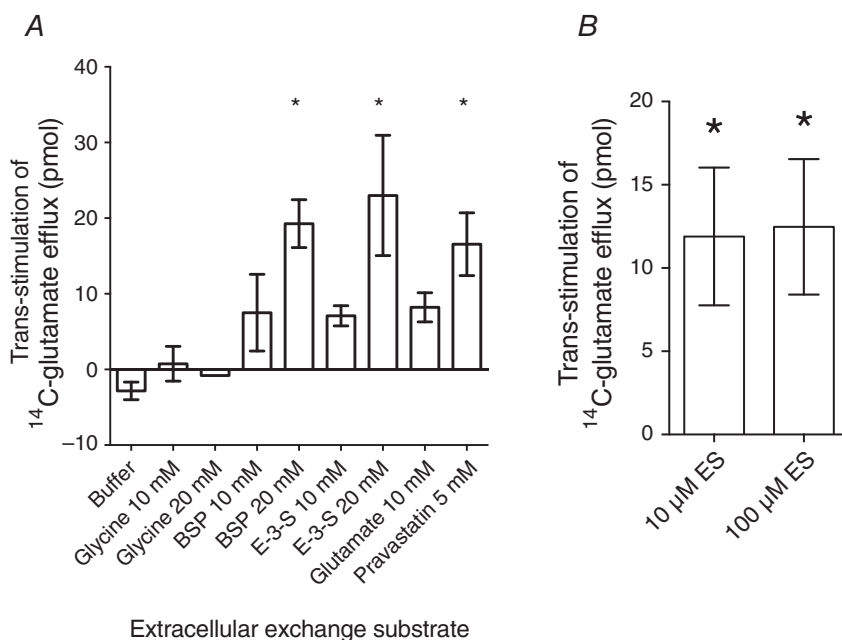 A
Trans-stimulation of
¹⁴C-glutamate efflux (pmol)
40
30
20
10
0
–10
*
*
*
Buffer
Glycine 10 mM
Glycine 20 mM
BSP 10 mM
BSP 20 mM
E-3-S 10 mM
E-3-S 20 mM
Glutamate 10 mM
Pravastatin 5 mM
Extracellular exchange substrate
B
Trans-stimulation of
¹⁴C-glutamate efflux (pmol)
20
15
10
5
0
*
*
10 µM ES
100 µM ES